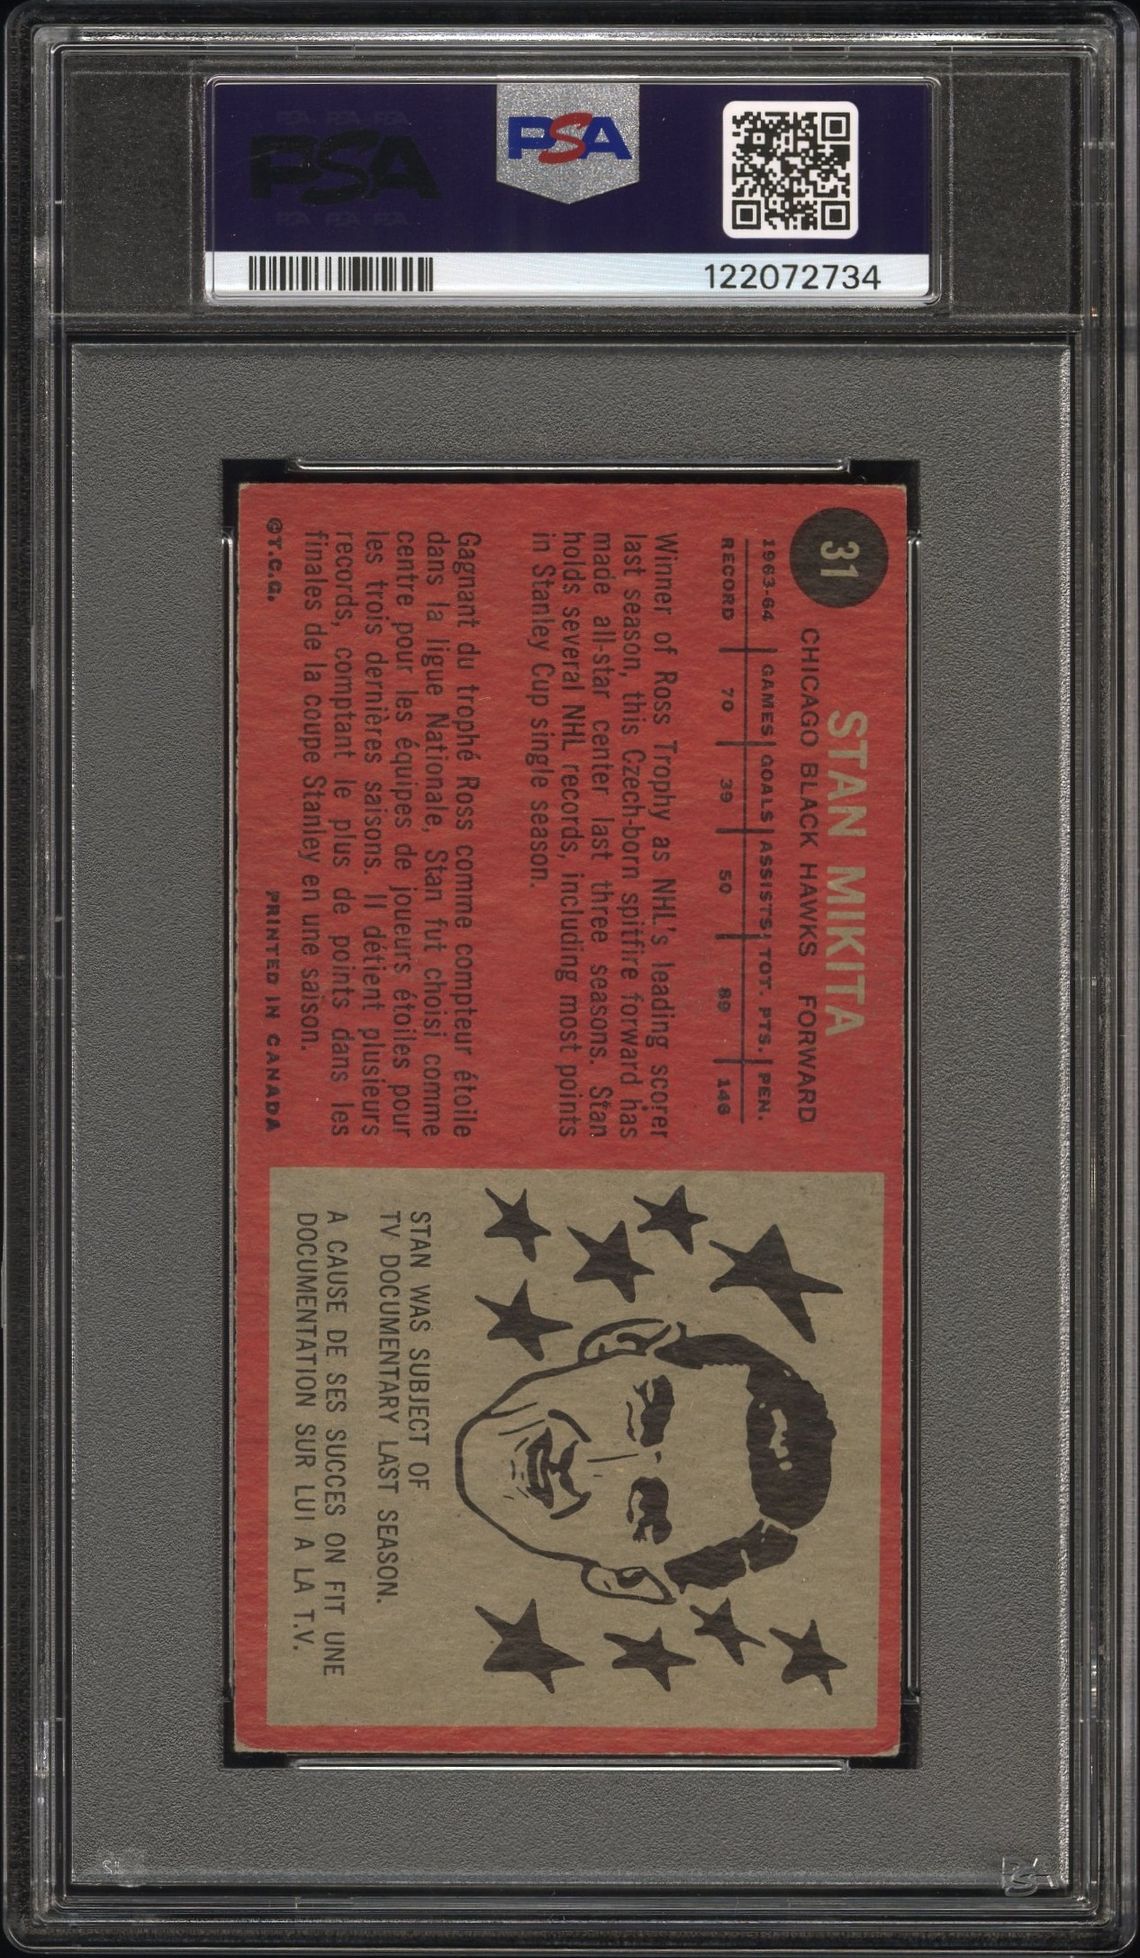 PSA
PSA
122072734
31
STAN MIKITA
CHICAGO BLACK HAWKS FORWARD
1963-64 GAMES GOALS ASSISTS TOT. PTS. PEN.
RECORD 70 39 50 89 146
Winner of Ross Trophy as NHL's leading scorer
last season, this Czech-born spitfire forward has
made all-star center last three seasons. Stan
holds several NHL records, including most points
in Stanley Cup single season.
Gagnant du trophé Ross comme compteur étoile
dans la ligue Nationale, Stan fut choisi comme
centre pour les équipes de joueurs étoiles pour
les trois dernières saisons. Il détient plusieurs
records, comptant le plus de points dans les
finales de la coupe Stanley en une saison.
©T.C.G. PRINTED IN CANADA
STAN WAS SUBJECT OF
TV DOCUMENTARY LAST SEASON.
A CAUSE DE SES SUCCES ON FIT UNE
DOCUMENTATION SUR LUI A LA T.V.
PSA